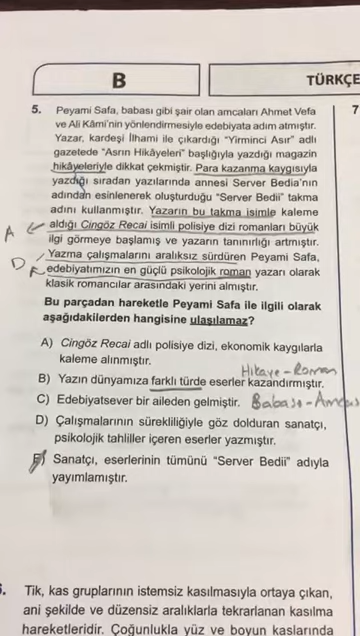 B
TÜRKÇE
5. Peyami Safa, babası gibi şair olan amcaları Ahmet Vefa
7
ve Ali Kâmi'nin yönlendirmesiyle edebiyata adım atmıştır.
Yazar, kardeşi İlhami ile çıkardığı "Yirminci Asır" adlı
gazetede "Asrın Hikâyeleri" başlığıyla yazdığı magazin
hikâyeleriyle dikkat çekmiştir. Para kazanma kaygısıyla
yazdığı sıradan yazılarında annesi Server Bedia'nın
adından esinlenerek oluşturduğu "Server Bedii" takma
adını kullanmıştır. Yazarın bu takma isimle kaleme
A aldığı Cingöz Recai isimli polisiye dizi romanları büyük
ilgi görmeye başlamış ve yazarın tanınırlığı artmıştır.
D Yazma çalışmalarını aralıksız sürdüren Peyami Safa,
edebiyatımızın en güçlü psikolojik roman yazarı olarak
klasik romancılar arasındaki yerini almıştır.
Bu parçadan hareketle Peyami Safa ile ilgili olarak
aşağıdakilerden hangisine ulaşılamaz?
A) Cingöz Recai adlı polisiye dizi, ekonomik kaygılarla
kaleme alınmıştır.
Hikaye - Roman
B) Yazın dünyamıza farklı türde eserler kazandırmıştır.
C) Edebiyatsever bir aileden gelmiştir. Babası - Amcası
D) Çalışmalarının sürekliliğiyle göz dolduran sanatçı,
psikolojik tahliller içeren eserler yazmıştır.
E) Sanatçı, eserlerinin tümünü "Server Bedii" adıyla
yayımlamıştır.
Tik, kas gruplarının istemsiz kasılmasıyla ortaya çıkan,
ani şekilde ve düzensiz aralıklarla tekrarlanan kasılma
hareketleridir. Çoğunlukla yüz ve boyun kaslarında